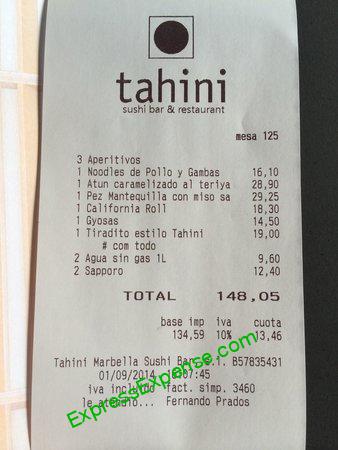 tahini
sushi bar & restaurant
mesa 125
3 Aperitivos
1 Noodles de Pollo y Gambas 16,10
1 Atun caramelizado al teriya 28,90
1 Pez Mantequilla con miso sa 29,25
1 California Roll 18,30
1 Gyosas 14,50
1 Tiradito estilo Tahini 19,00
# com todo
2 Agua sin gas 1L 9,60
2 Sapporo 12,40
TOTAL 148,05
base imp iva cuota
134,59 10% 13,46
Tahini Marbella Sushi Bar, B57835431
01/09/2014
iva incluido fact. simp. 3460
le Fernando Prados
ExpressExpense.com